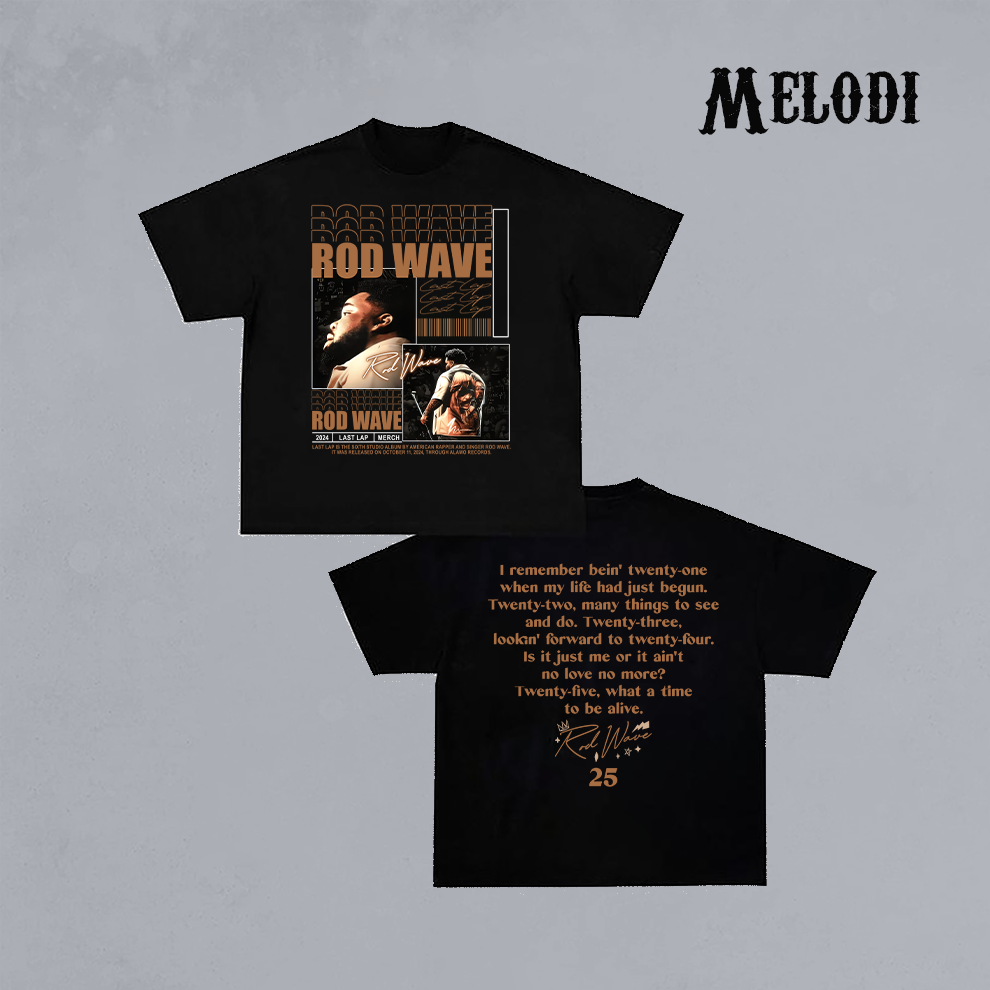 MELODI
ROD WAVE
ROD WAVE
ROD WAVE
ROD WAVE
Last Lap
Last Lap
Last Lap
Rod Wave
ROD WAVE
ROD WAVE
ROD WAVE
2024 LAST LAP MERCH
LAST LAP IS THE SIXTH STUDIO ALBUM BY AMERICAN RAPPER AND SINGER ROD WAVE.
IT WAS RELEASED ON OCTOBER 11, 2024, THROUGH ALAMO RECORDS.
I remember bein' twenty-one
when my life had just begun.
Twenty-two, many things to see
and do. Twenty-three,
lookin' forward to twenty-four.
Is it just me or it ain't
no love no more?
Twenty-five, what a time
to be alive.
Rod Wave
25